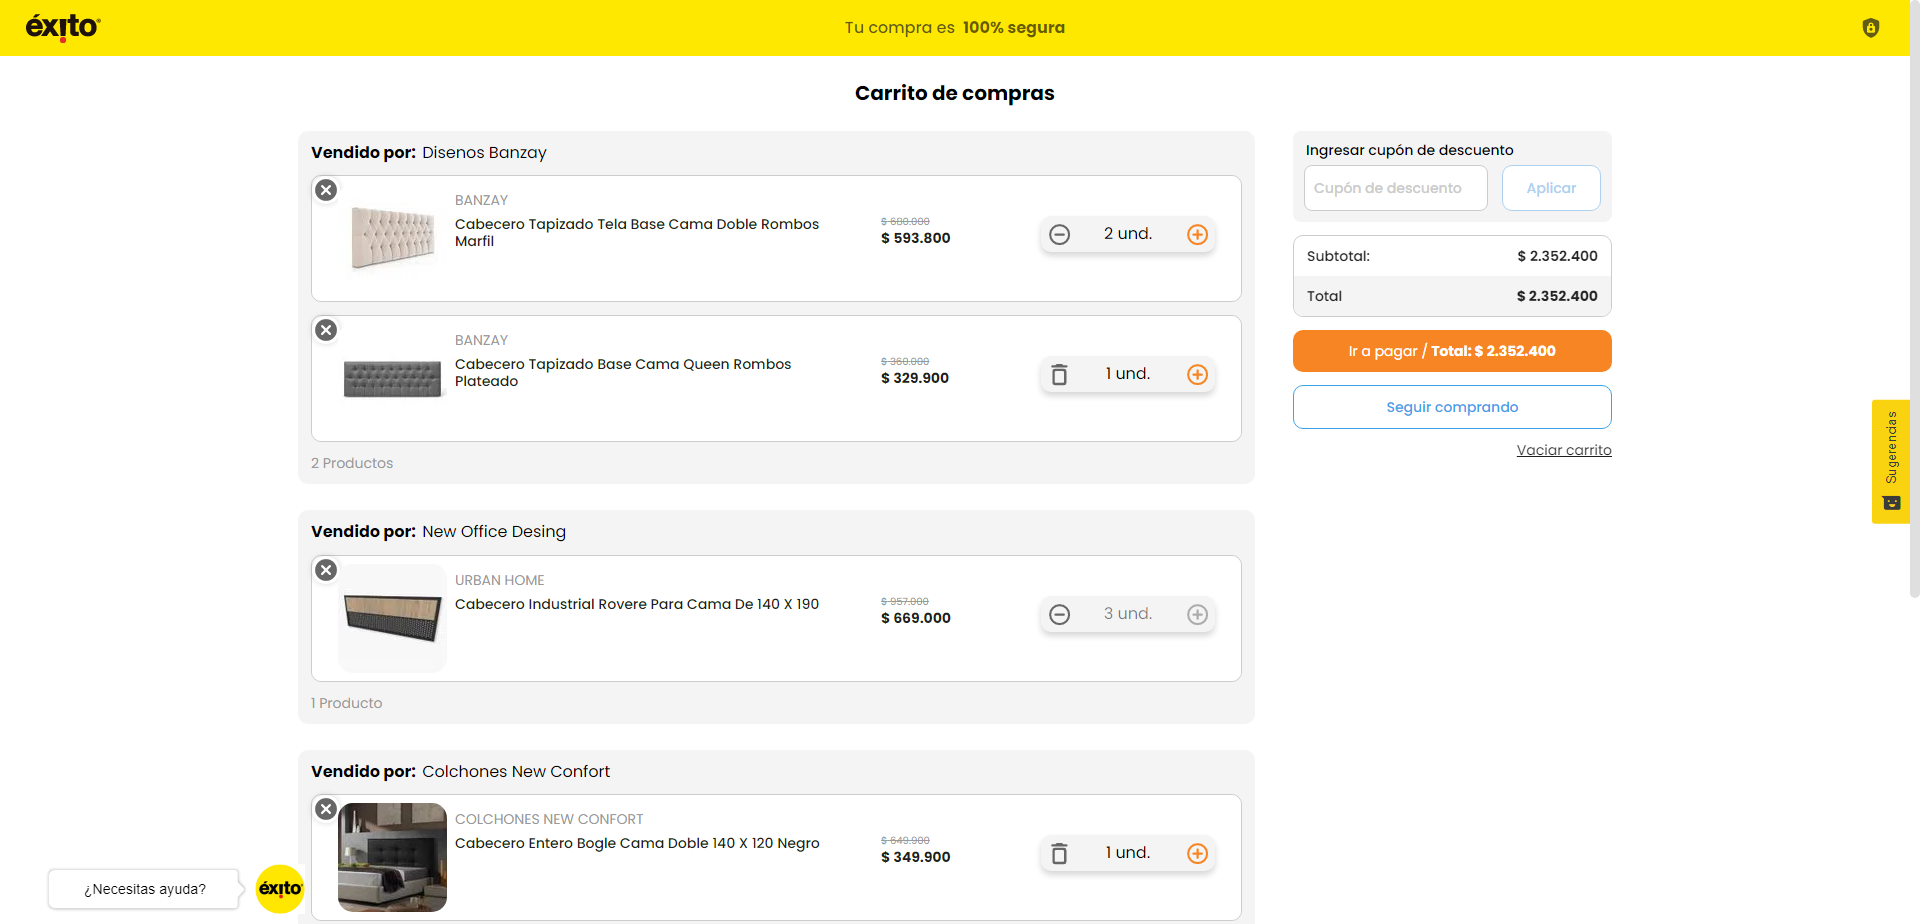 éxito
Tu compra es 100% segura
Carrito de compras
Vendido por: Disenos Banzay
BANZAY
Cabecero Tapizado Tela Base Cama Doble Rombos
Marfil
$ 680.000
$ 593.800
2 und.
BANZAY
Cabecero Tapizado Base Cama Queen Rombos
Plateado
$ 360.000
$ 329.900
1 und.
2 Productos
Vendido por: New Office Desing
URBAN HOME
Cabecero Industrial Rovere Para Cama De 140 X 190
$ 957.000
$ 669.000
3 und.
1 Producto
Vendido por: Colchones New Confort
COLCHONES NEW CONFORT
Cabecero Entero Bogle Cama Doble 140 X 120 Negro
$ 649.900
$ 349.900
1 und.
Ingresar cupón de descuento
Cupón de descuento
Aplicar
Subtotal: $ 2.352.400
Total $ 2.352.400
Ir a pagar / Total: $ 2.352.400
Seguir comprando
Vaciar carrito
Sugerencias
¿Necesitas ayuda?
éxito